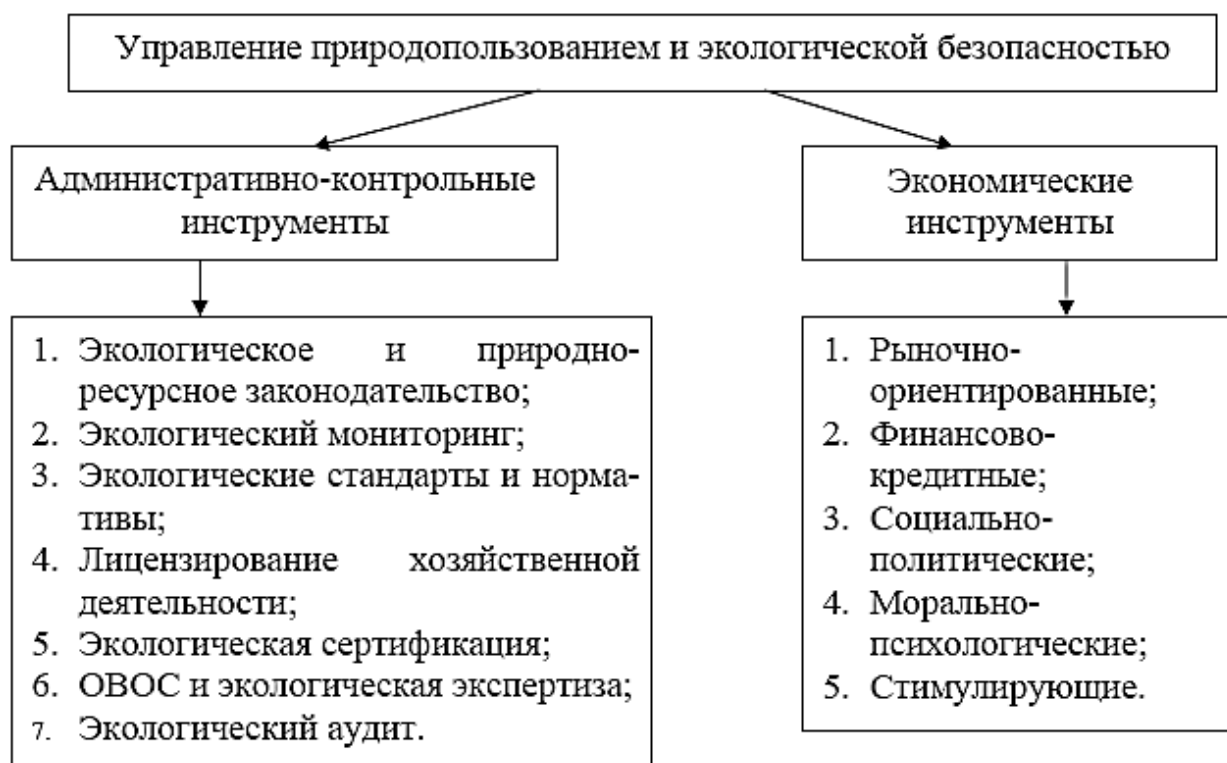 Управление природопользованием и экологической безопасностью
Административно-контрольные
инструменты
Экономические
инструменты
1. Экологическое и природно-
ресурсное законодательство;
2. Экологический мониторинг;
3. Экологические стандарты и норма-
тивы;
4. Лицензирование хозяйственной
деятельности;
5. Экологическая сертификация;
6. ОВОС и экологическая экспертиза;
7. Экологический аудит.
1. Рыночно-
ориентированные;
2. Финансово-
кредитные;
3. Социально-
политические;
4. Морально-
психологические;
5. Стимулирующие.